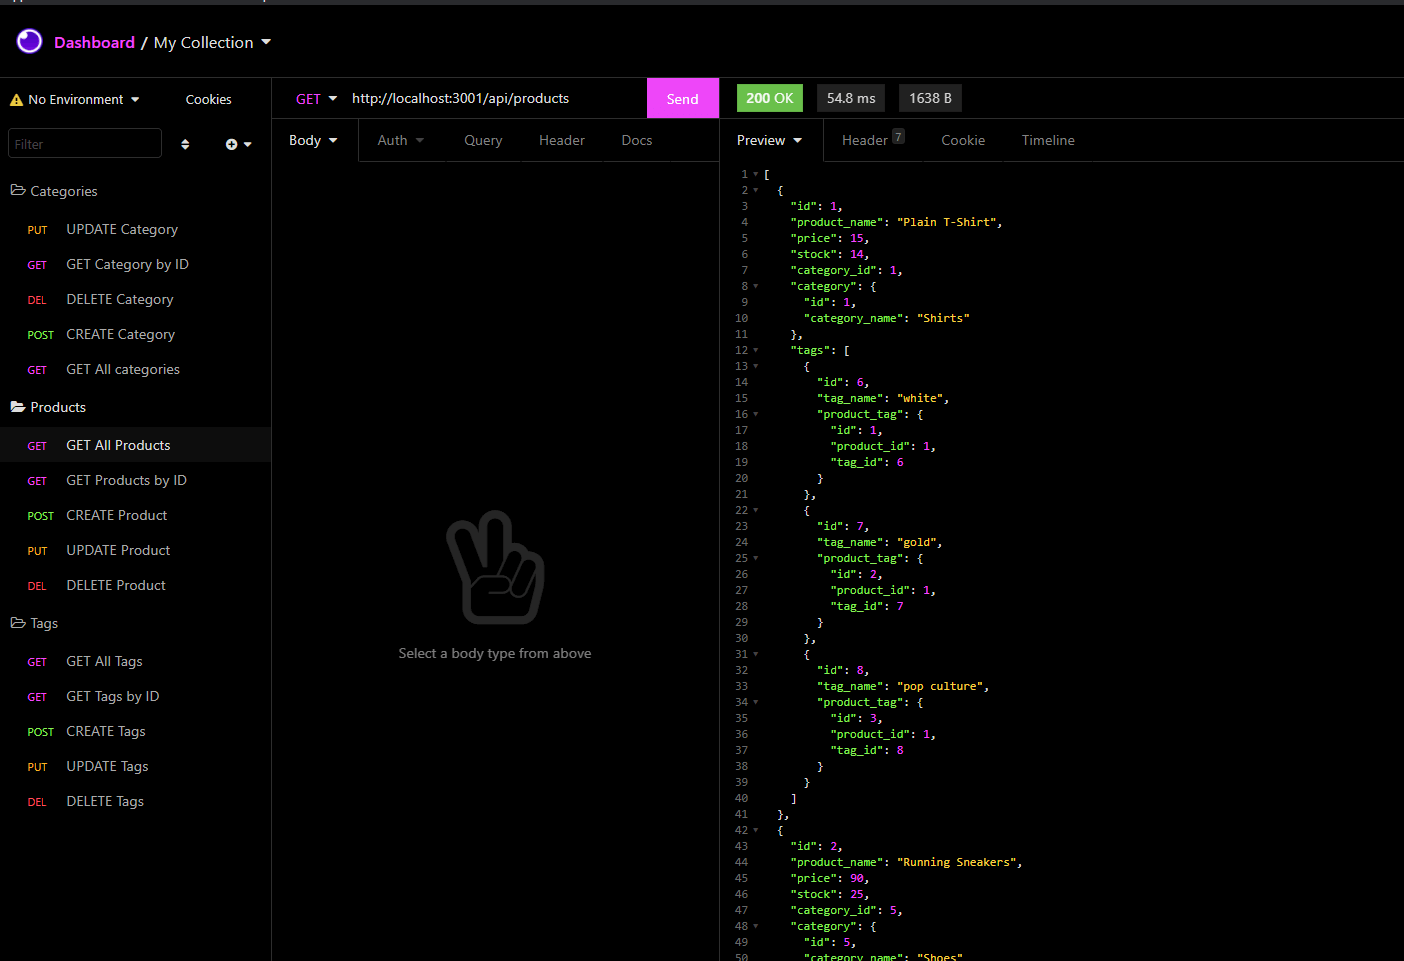 Dashboard / My Collection
No Environment Cookies
Filter
Categories
PUT UPDATE Category
GET GET Category by ID
DEL DELETE Category
POST CREATE Category
GET GET All categories
Products
GET GET All Products
GET GET Products by ID
POST CREATE Product
PUT UPDATE Product
DEL DELETE Product
Tags
GET GET All Tags
GET GET Tags by ID
POST CREATE Tags
PUT UPDATE Tags
DEL DELETE Tags
GET http://localhost:3001/api/products Send
Body Auth Query Header Docs
Select a body type from above
200 OK 54.8 ms 1638 B
Preview Header 7 Cookie Timeline
1 [
2 {
3 "id": 1,
4 "product_name": "Plain T-Shirt",
5 "price": 15,
6 "stock": 14,
7 "category_id": 1,
8 "category": {
9 "id": 1,
10 "category_name": "Shirts"
11 },
12 "tags": [
13 {
14 "id": 6,
15 "tag_name": "white",
16 "product_tag": {
17 "id": 1,
18 "product_id": 1,
19 "tag_id": 6
20 }
21 },
22 {
23 "id": 7,
24 "tag_name": "gold",
25 "product_tag": {
26 "id": 2,
27 "product_id": 1,
28 "tag_id": 7
29 }
30 },
31 {
32 "id": 8,
33 "tag_name": "pop culture",
34 "product_tag": {
35 "id": 3,
36 "product_id": 1,
37 "tag_id": 8
38 }
39 }
40 ]
41 },
42 {
43 "id": 2,
44 "product_name": "Running Sneakers",
45 "price": 90,
46 "stock": 25,
47 "category_id": 5,
48 "category": {
49 "id": 5,
50 "category_name": "Shoes"